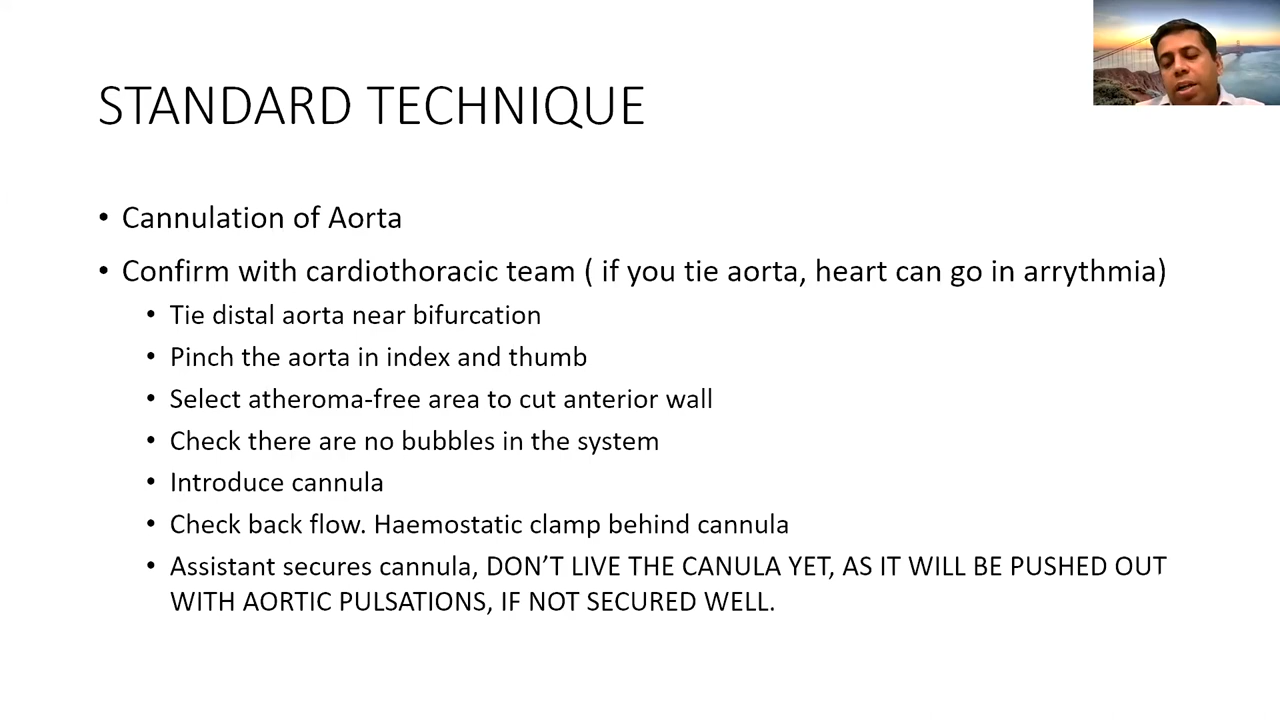 STANDARD TECHNIQUE
• Cannulation of Aorta
• Confirm with cardiothoracic team ( if you tie aorta, heart can go in arrythmia)
• Tie distal aorta near bifurcation
• Pinch the aorta in index and thumb
• Select atheroma-free area to cut anterior wall
• Check there are no bubbles in the system
• Introduce cannula
• Check back flow. Haemostatic clamp behind cannula
• Assistant secures cannula, DON’T LIVE THE CANULA YET, AS IT WILL BE PUSHED OUT
WITH AORTIC PULSATIONS, IF NOT SECURED WELL.